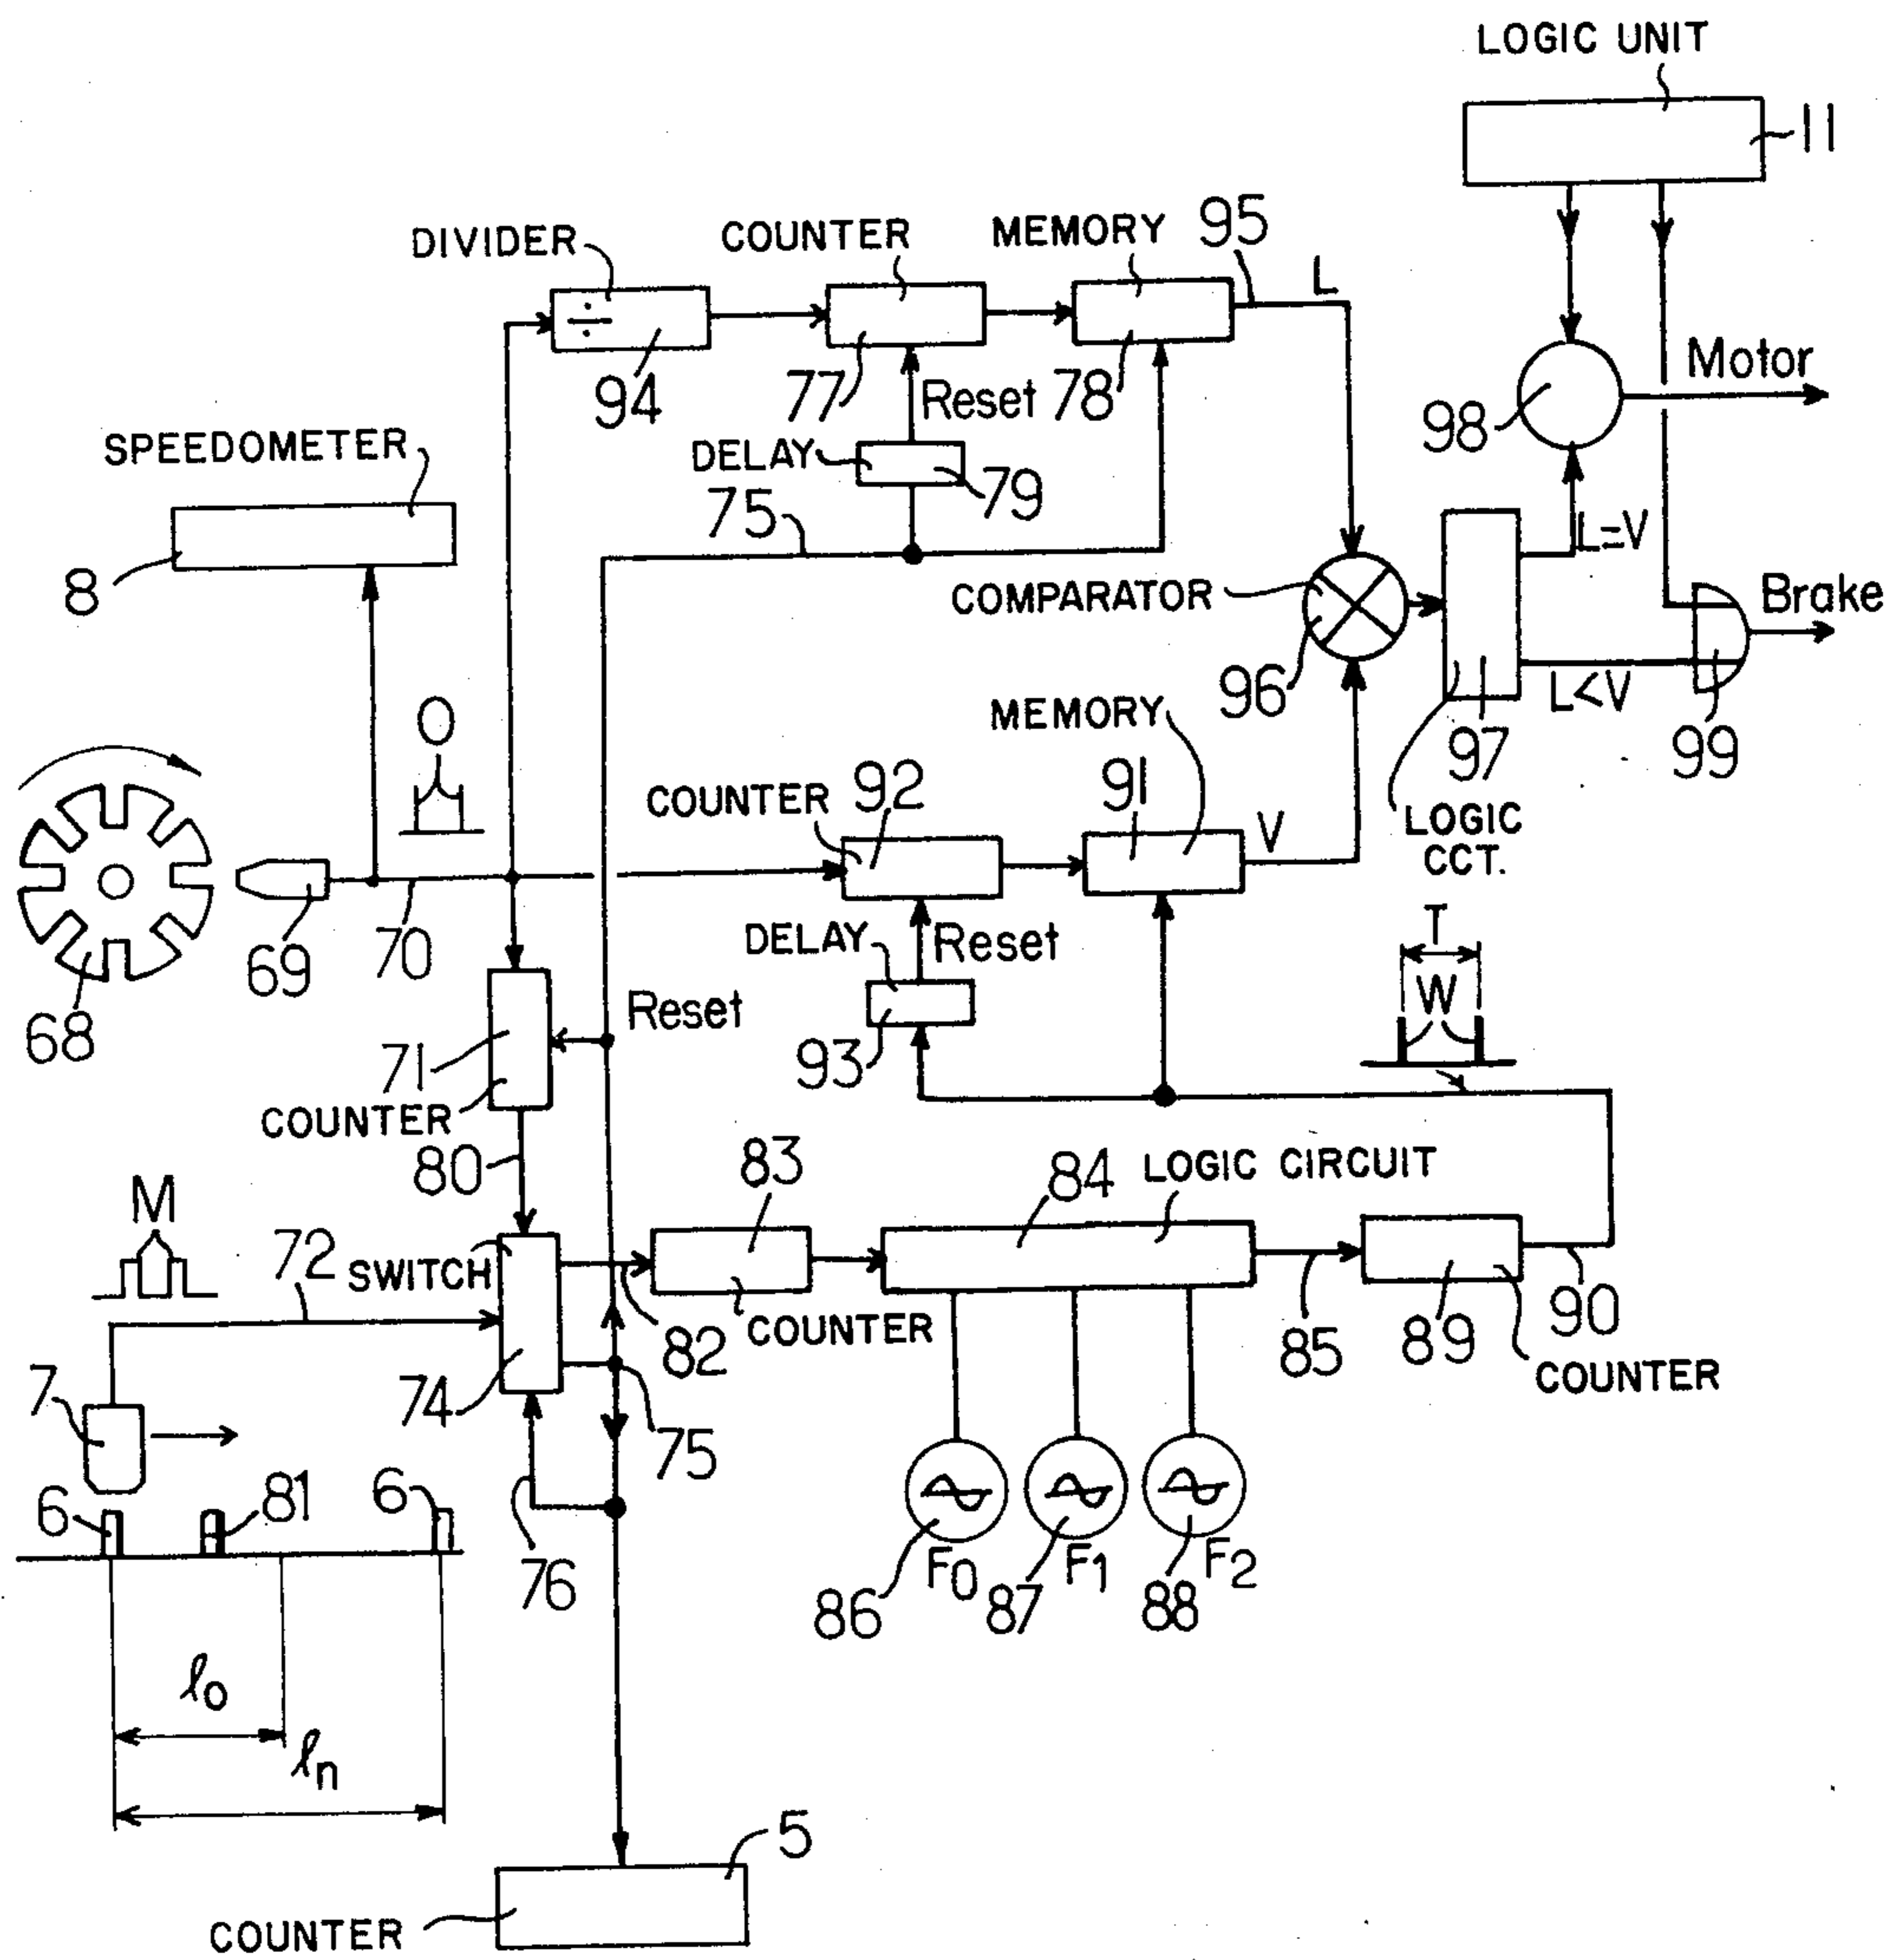 LOGIC UNIT
11
DIVIDER
COUNTER
MEMORY
95
L
÷
94
77
Reset
78
Motor
98
SPEEDOMETER
DELAY
79
75
8
L=V
COMPARATOR
Brake
96
L<V
O
MEMORY
97
99
COUNTER
92
91
V
LOGIC
CCT.
69
70
DELAY
Reset
T
W
68
71
Reset
93
COUNTER
80
83
84
LOGIC CIRCUIT
M
72
SWITCH
COUNTER
82
85
89
90
COUNTER
7
74
75
6
81
6
76
86
F0
87
F1
88
F2
l0
ln
5
COUNTER